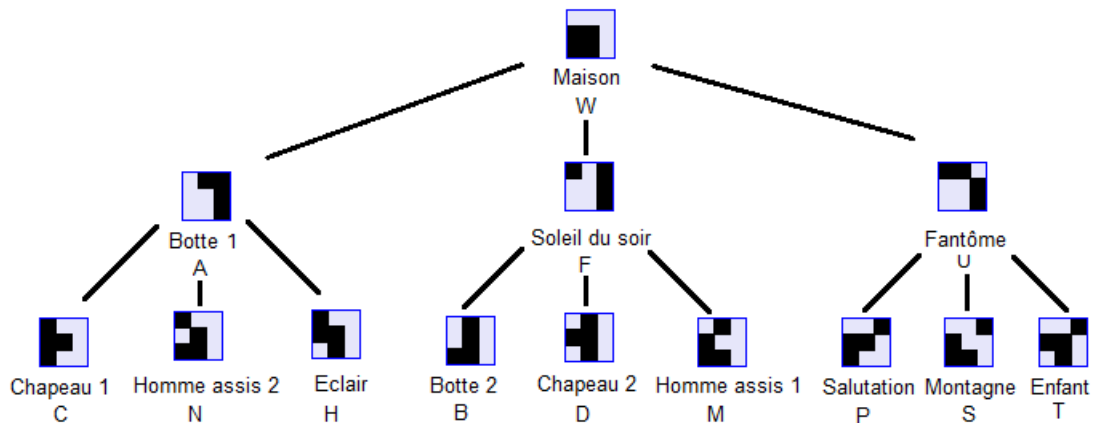 Maison
W
Botte 1
A
Soleil du soir
F
Fantôme
U
Chapeau 1
C
Homme assis 2
N
Eclair
H
Botte 2
B
Chapeau 2
D
Homme assis 1
M
Salutation
P
Montagne
S
Enfant
T